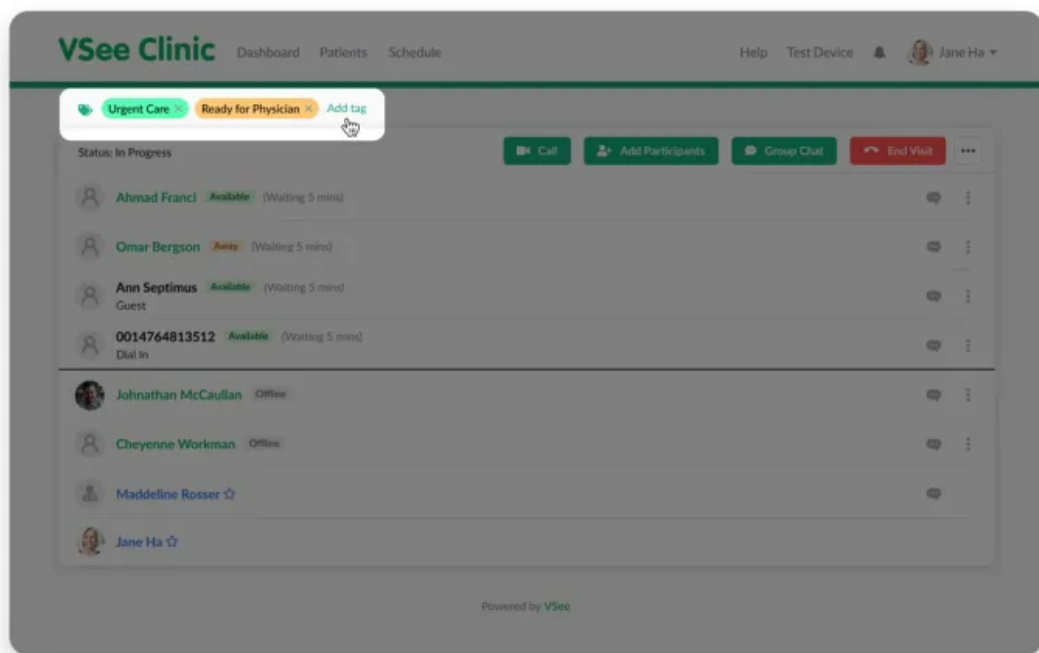 VSee Clinic Dashboard Patients Schedule Help Test Device Jane Ha
Urgent Care × Ready for Physician × Add tag
Status: In Progress Call Add Participants Group Chat End Visit
Ahmad Franci Available (Waiting 5 mins)
Omar Bergson Away (Waiting 5 mins)
Ann Septimus Available (Waiting 5 mins)
Guest
0014764813512 Available (Waiting 5 mins)
Dial In
Johnathan McCaullan Offline
Cheyenne Workman Offline
Maddeline Rosser
Jane Ha
Powered by VSee